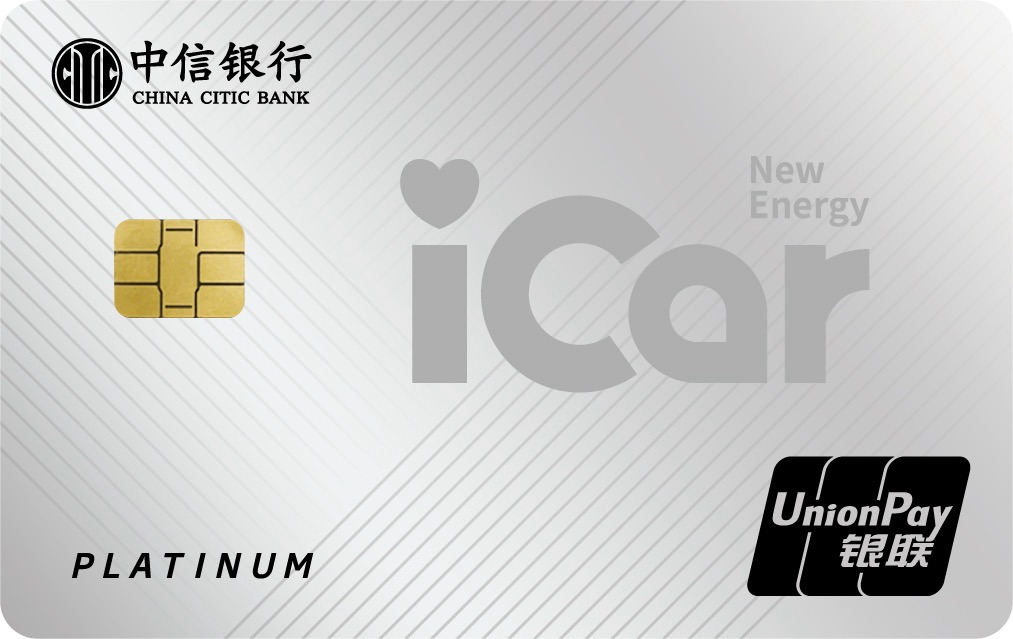 中信银行
CHINA CITIC BANK
New
Energy
iCar
PLATINUM
UnionPay
银联